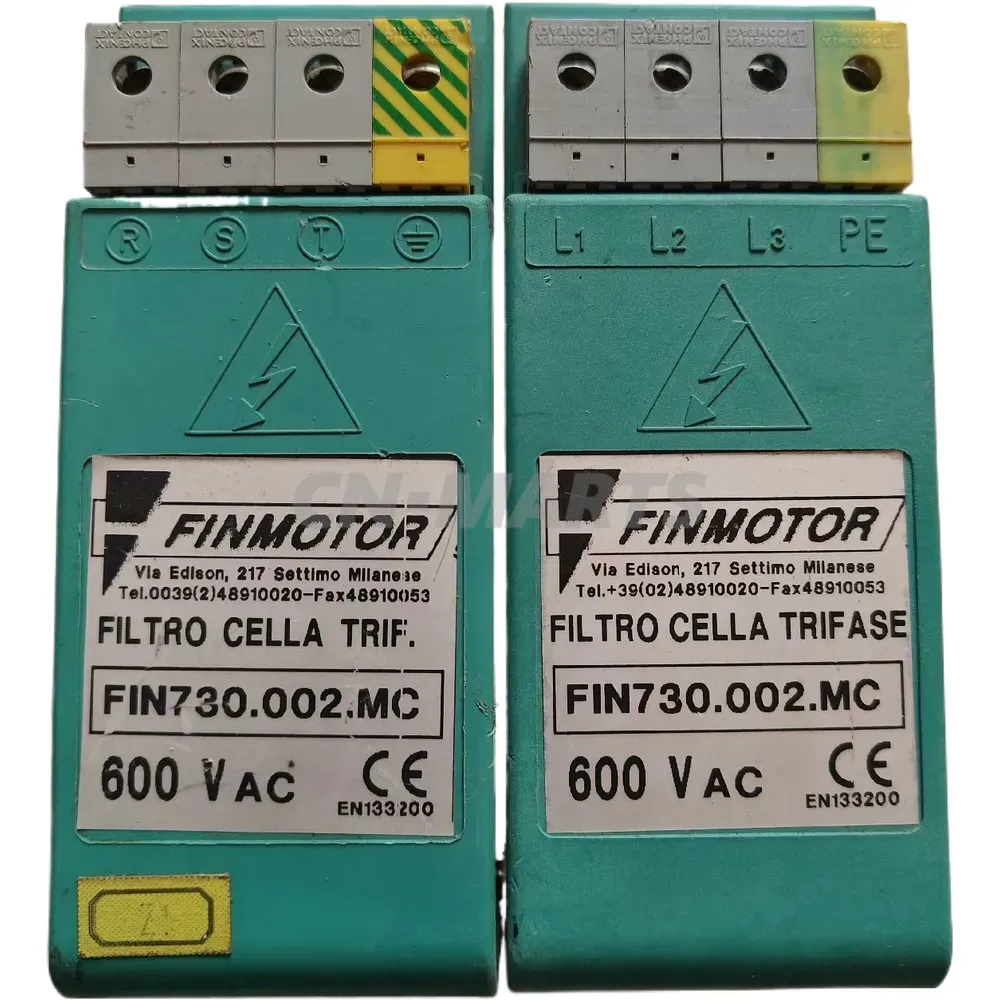 PHOENIX CONTACT PHOENIX CONTACT PHOENIX CONTACT
R S T
FINMOTOR
Via Edison, 217 Settimo Milanese
Tel.0039(2)48910020-Fax48910053
FILTRO CELLA TRIF.
FIN730.002.MC
600 V AC CE
EN133200
PHOENIX CONTACT PHOENIX CONTACT PHOENIX CONTACT
L1 L2 L3 PE
FINMOTOR
Via Edison, 217 Settimo Milanese
Tel.+39(02)48910020-Fax48910053
FILTRO CELLA TRIFASE
FIN730.002.MC
600 V AC CE
EN133200
CN-MARTS